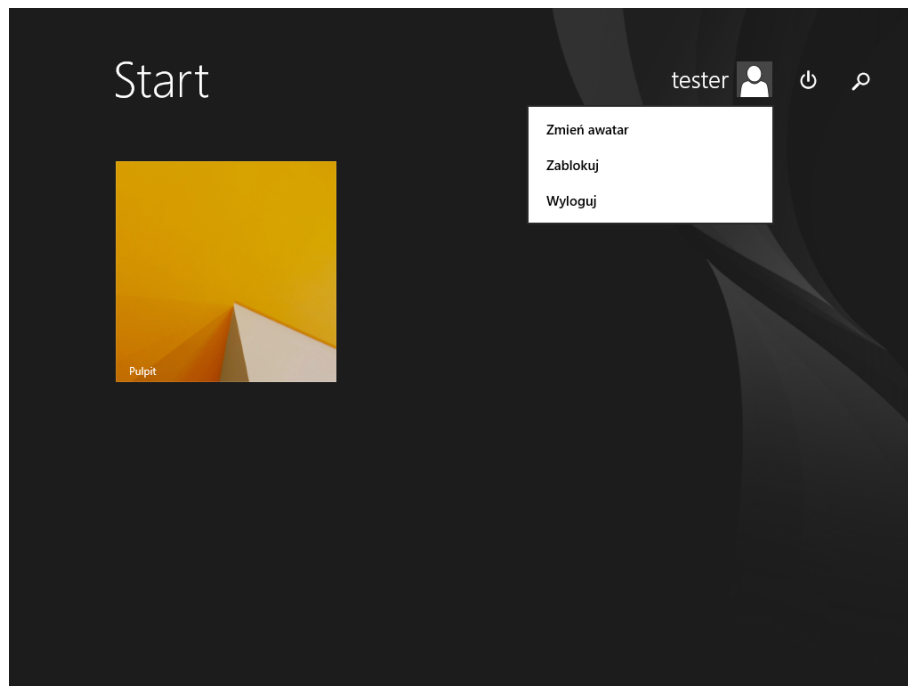 Start
tester
Zmień awatar
Zablokuj
Wyloguj
Pulpit